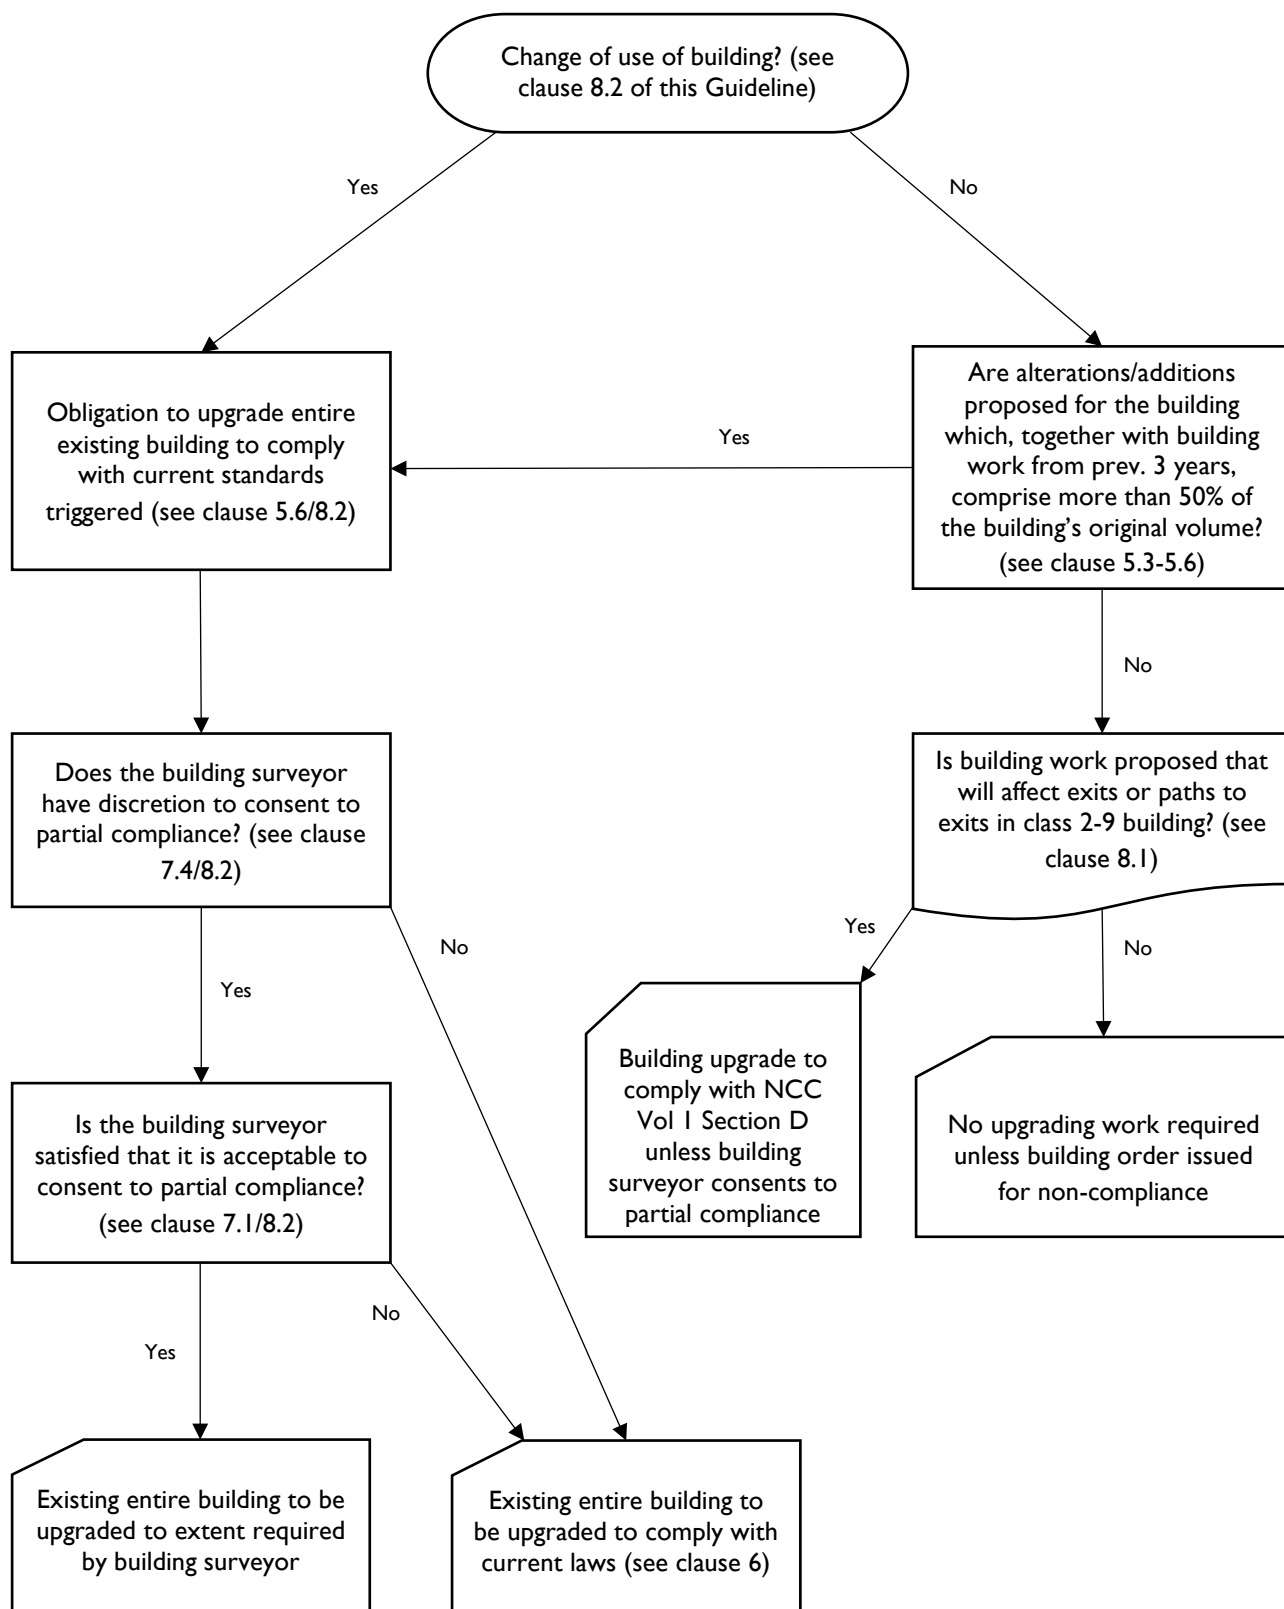 Change of use of building? (see
clause 8.2 of this Guideline)
Yes
No
Obligation to upgrade entire
existing building to comply
with current standards
triggered (see clause 5.6/8.2)
Yes
Are alterations/additions
proposed for the building
which, together with building
work from prev. 3 years,
comprise more than 50% of
the building’s original volume?
(see clause 5.3-5.6)
No
Does the building surveyor
have discretion to consent to
partial compliance? (see clause
7.4/8.2)
Is building work proposed that
will affect exits or paths to
exits in class 2-9 building? (see
clause 8.1)
Yes
No
Yes
No
Building upgrade to
comply with NCC
Vol 1 Section D
unless building
surveyor consents to
partial compliance
No upgrading work required
unless building order issued
for non-compliance
Is the building surveyor
satisfied that it is acceptable to
consent to partial compliance?
(see clause 7.1/8.2)
Yes
No
Existing entire building to be
upgraded to extent required
by building surveyor
Existing entire building to
be upgraded to comply with
current laws (see clause 6)